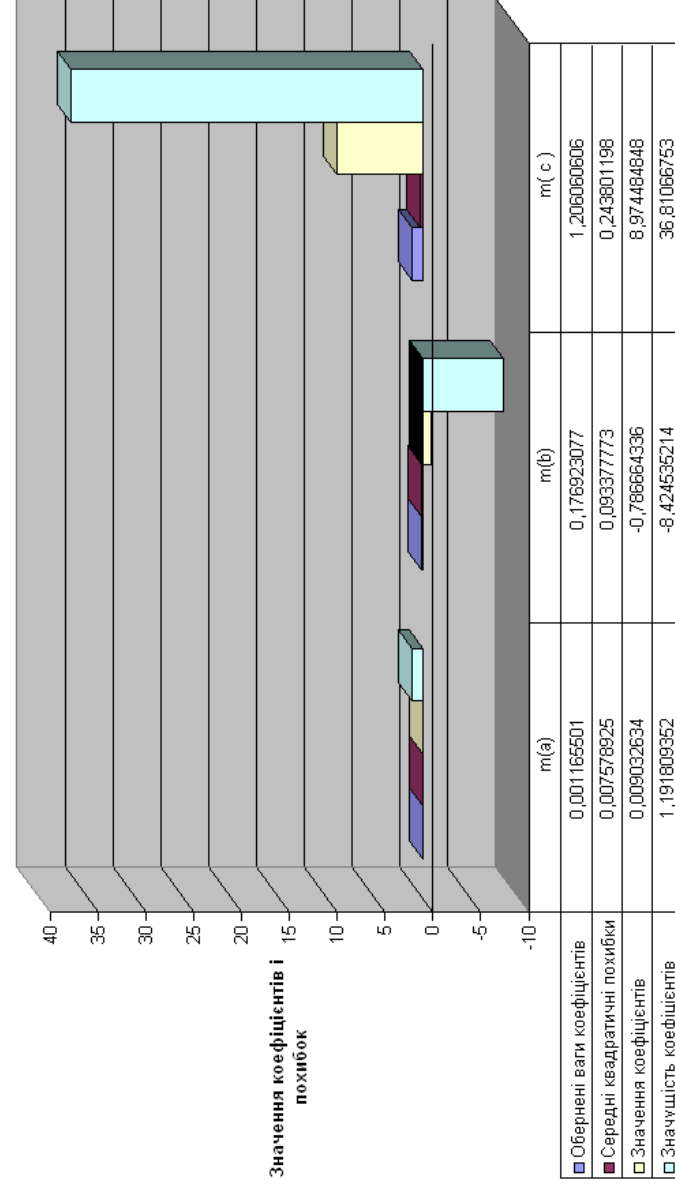 40
35
30
25
20
15
10
5
0
-5
-10
Значення коефіцієнтів і
похибок
m(a) m(b) m( c )
Обернені ваги коефіцієнтів 0,001165501 0,176923077 1,206060606
Середні квадратичні похибки 0,007578925 0,093377773 0,243801198
Значення коефіцієнтів 0,009032634 -0,786664336 8,974484848
Значущість коефіцієнтів 1,191809352 -8,424535214 36,81066753